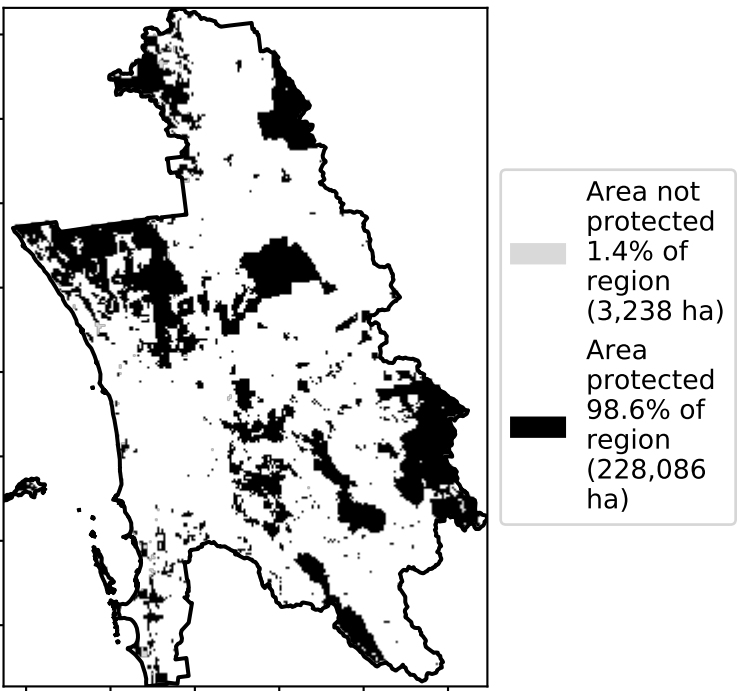 Area not
protected
1.4% of
region
(3,238 ha)
Area
protected
98.6% of
region
(228,086
ha)